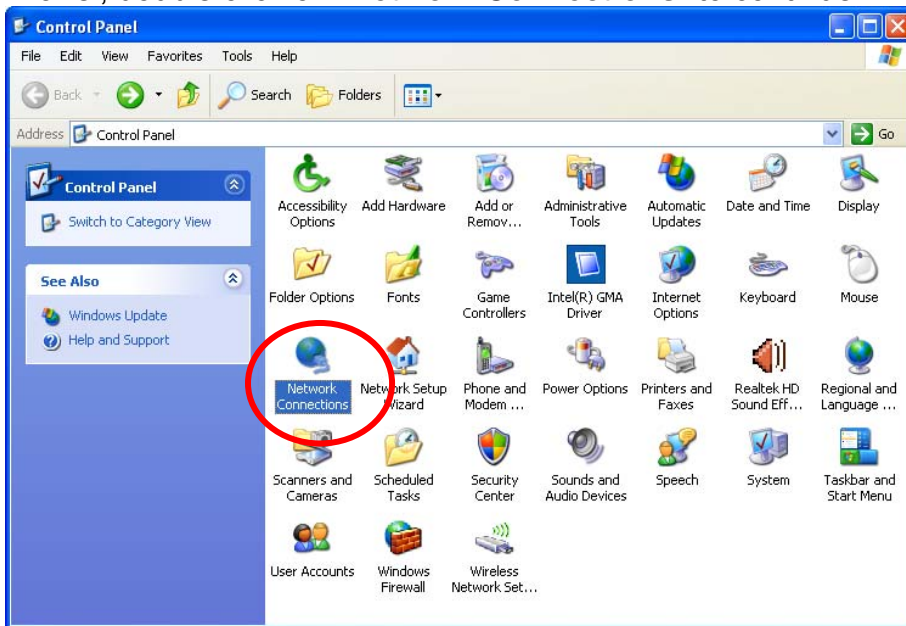 Control Panel
File Edit View Favorites Tools Help
Back Search Folders
Address Control Panel Go
Control Panel
Switch to Category View
See Also
Windows Update
Help and Support
Accessibility Options
Add Hardware
Add or Remov...
Administrative Tools
Automatic Updates
Date and Time
Display
Folder Options
Fonts
Game Controllers
Intel(R) GMA Driver
Internet Options
Keyboard
Mouse
Network Connections
Network Setup Wizard
Phone and Modem ...
Power Options
Printers and Faxes
Realtek HD Sound Eff...
Regional and Language ...
Scanners and Cameras
Scheduled Tasks
Security Center
Sounds and Audio Devices
Speech
System
Taskbar and Start Menu
User Accounts
Windows Firewall
Wireless Network Set...